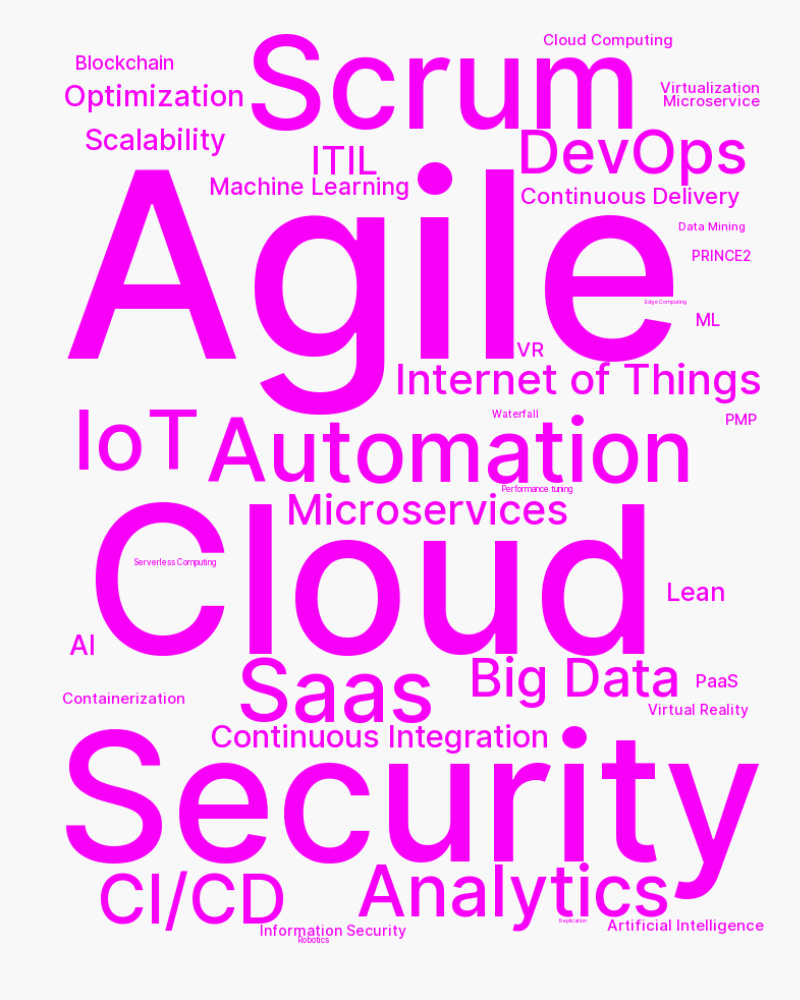 Cloud Computing
Scrum
Blockchain
Optimization
Virtualization
Microservice
Scalability
DevOps
ITIL
Machine Learning
Continuous Delivery
Agile
Data Mining
PRINCE2
Edge Computing
ML
VR
Internet of Things
Waterfall
PMP
IoT
Automation
Performance tuning
Microservices
Cloud
Serverless Computing
Lean
AI
Saas
Big Data
PaaS
Containerization
Virtual Reality
Continuous Integration
Security
CI/CD
Analytics
Information Security
Artificial Intelligence
Robotics